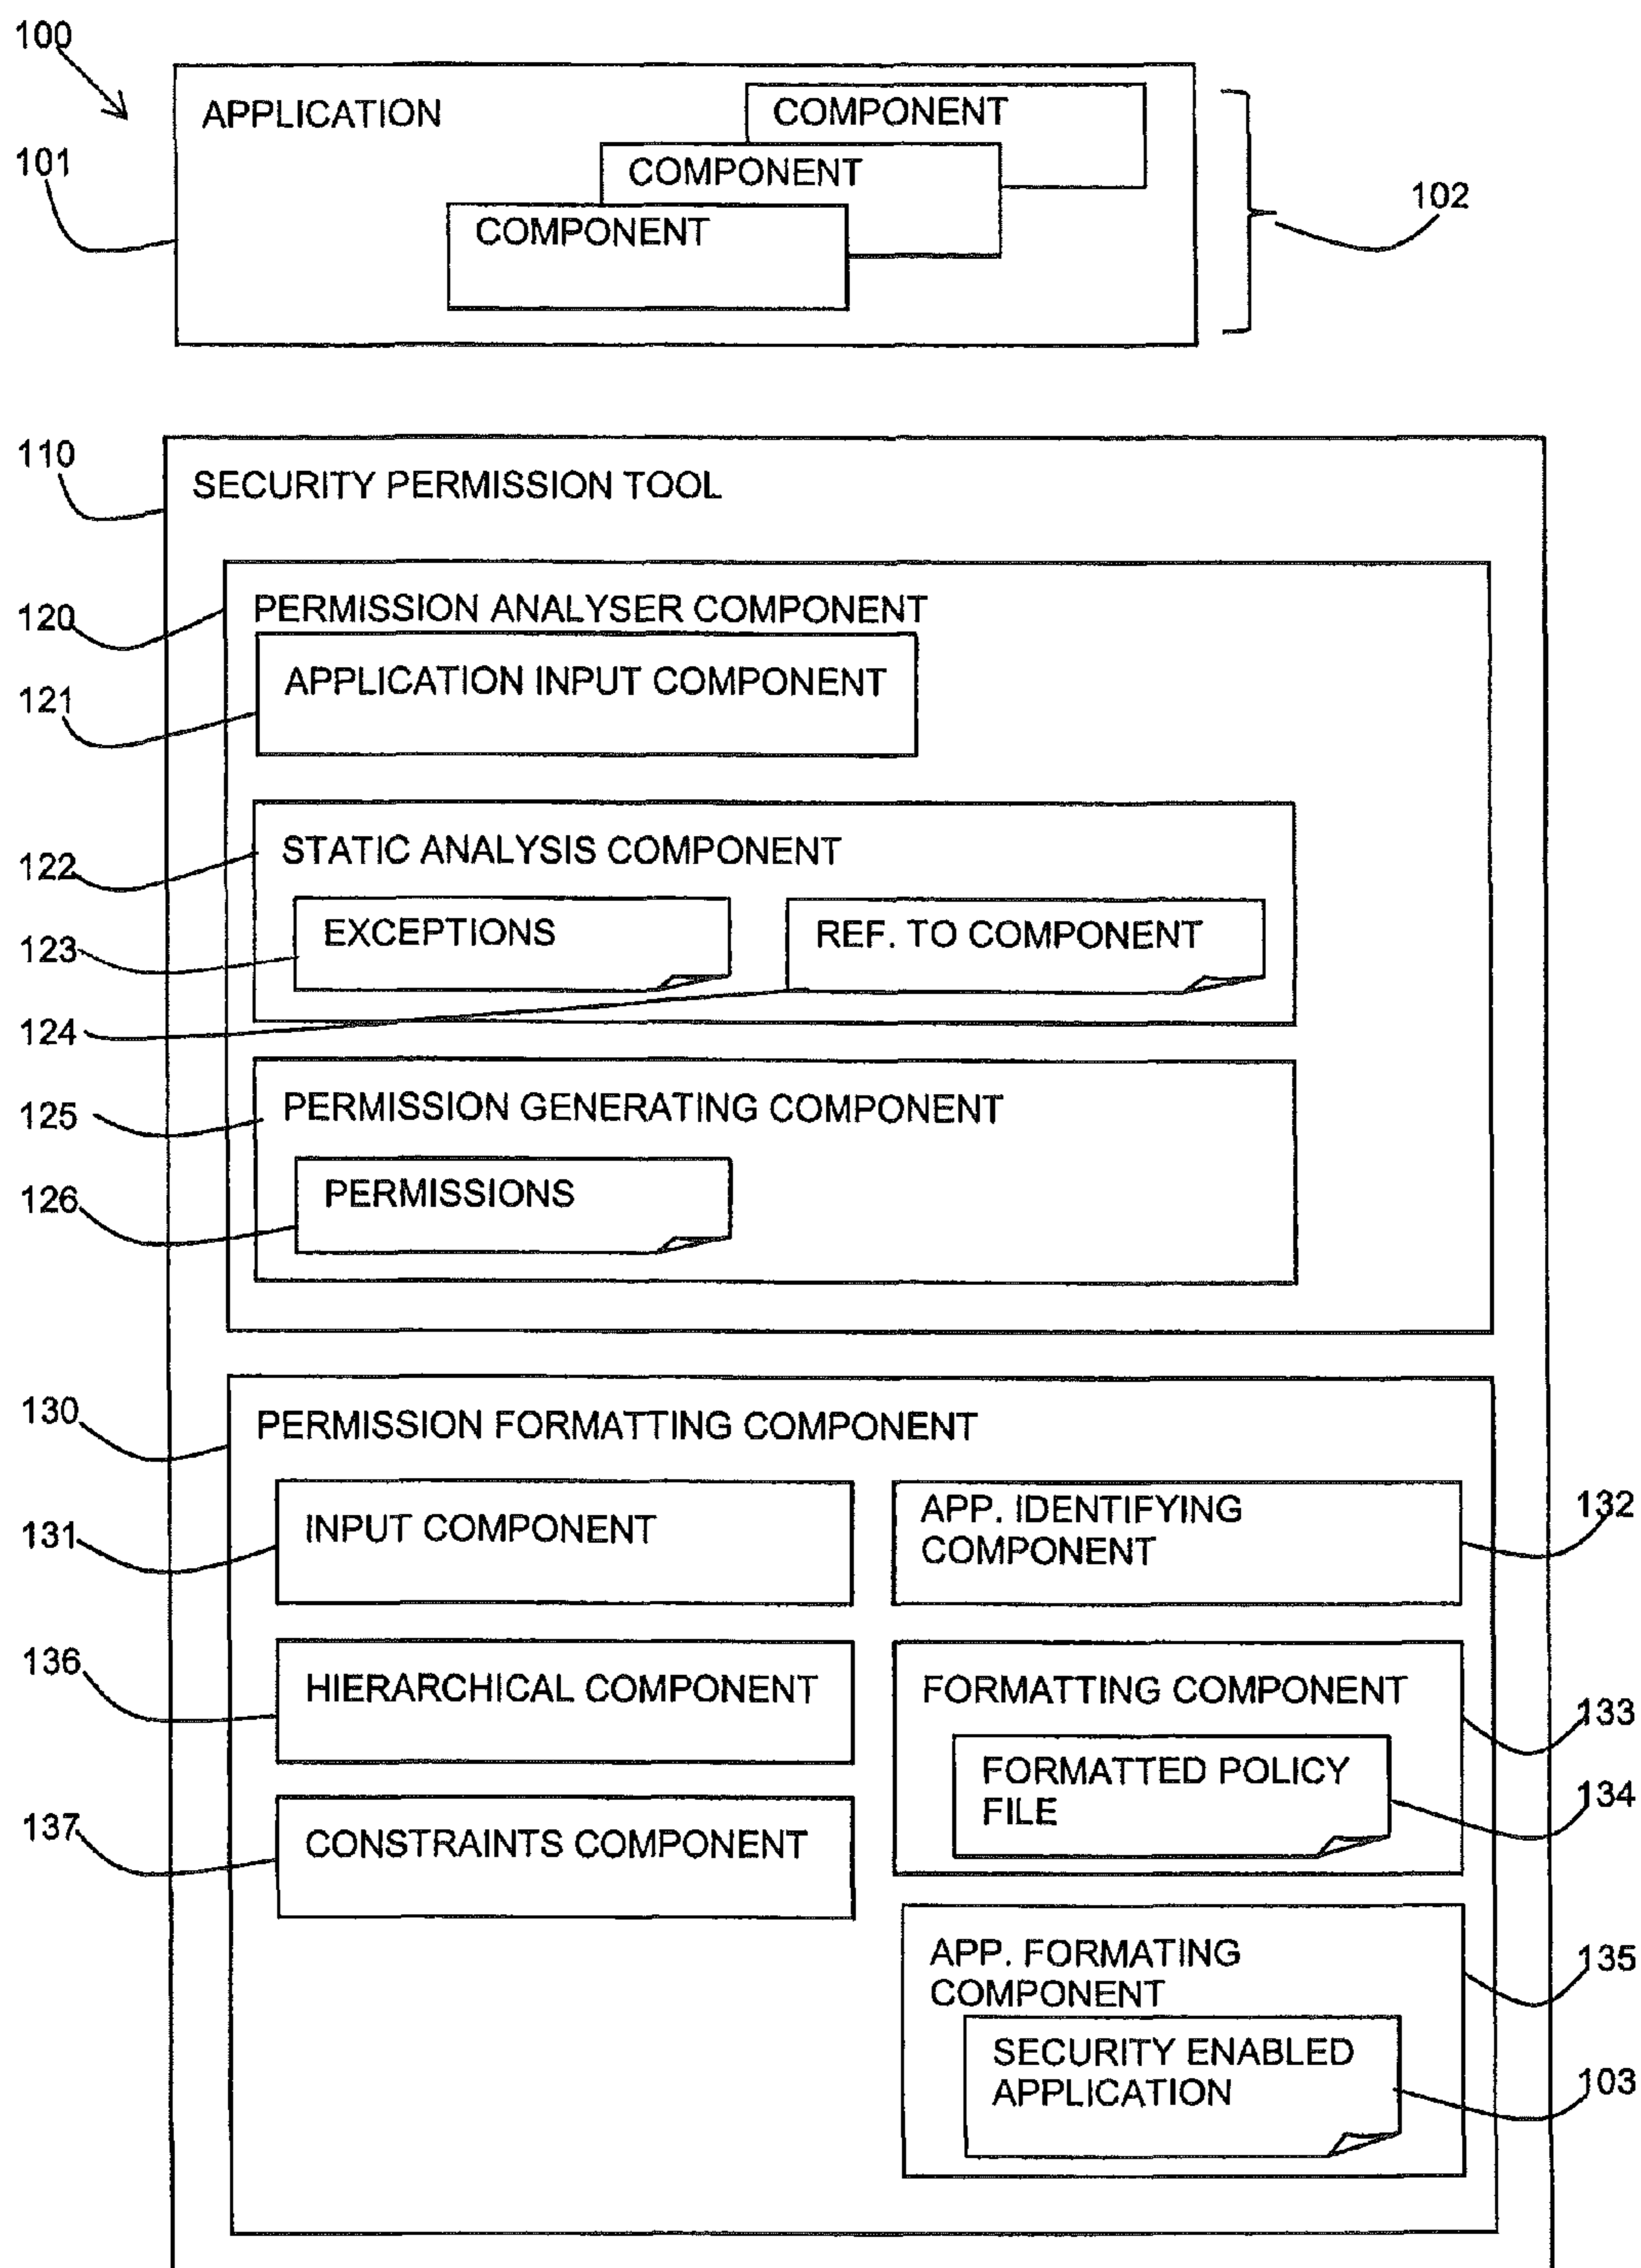 100
APPLICATION
COMPONENT
COMPONENT
COMPONENT
101
102
110
SECURITY PERMISSION TOOL
120
PERMISSION ANALYSER COMPONENT
121
APPLICATION INPUT COMPONENT
122
STATIC ANALYSIS COMPONENT
123
EXCEPTIONS
REF. TO COMPONENT
124
125
PERMISSION GENERATING COMPONENT
126
PERMISSIONS
130
PERMISSION FORMATTING COMPONENT
131
INPUT COMPONENT
APP. IDENTIFYING
COMPONENT
132
136
HIERARCHICAL COMPONENT
FORMATTING COMPONENT
133
FORMATTED POLICY
FILE
134
137
CONSTRAINTS COMPONENT
APP. FORMATING
COMPONENT
135
SECURITY ENABLED
APPLICATION
103